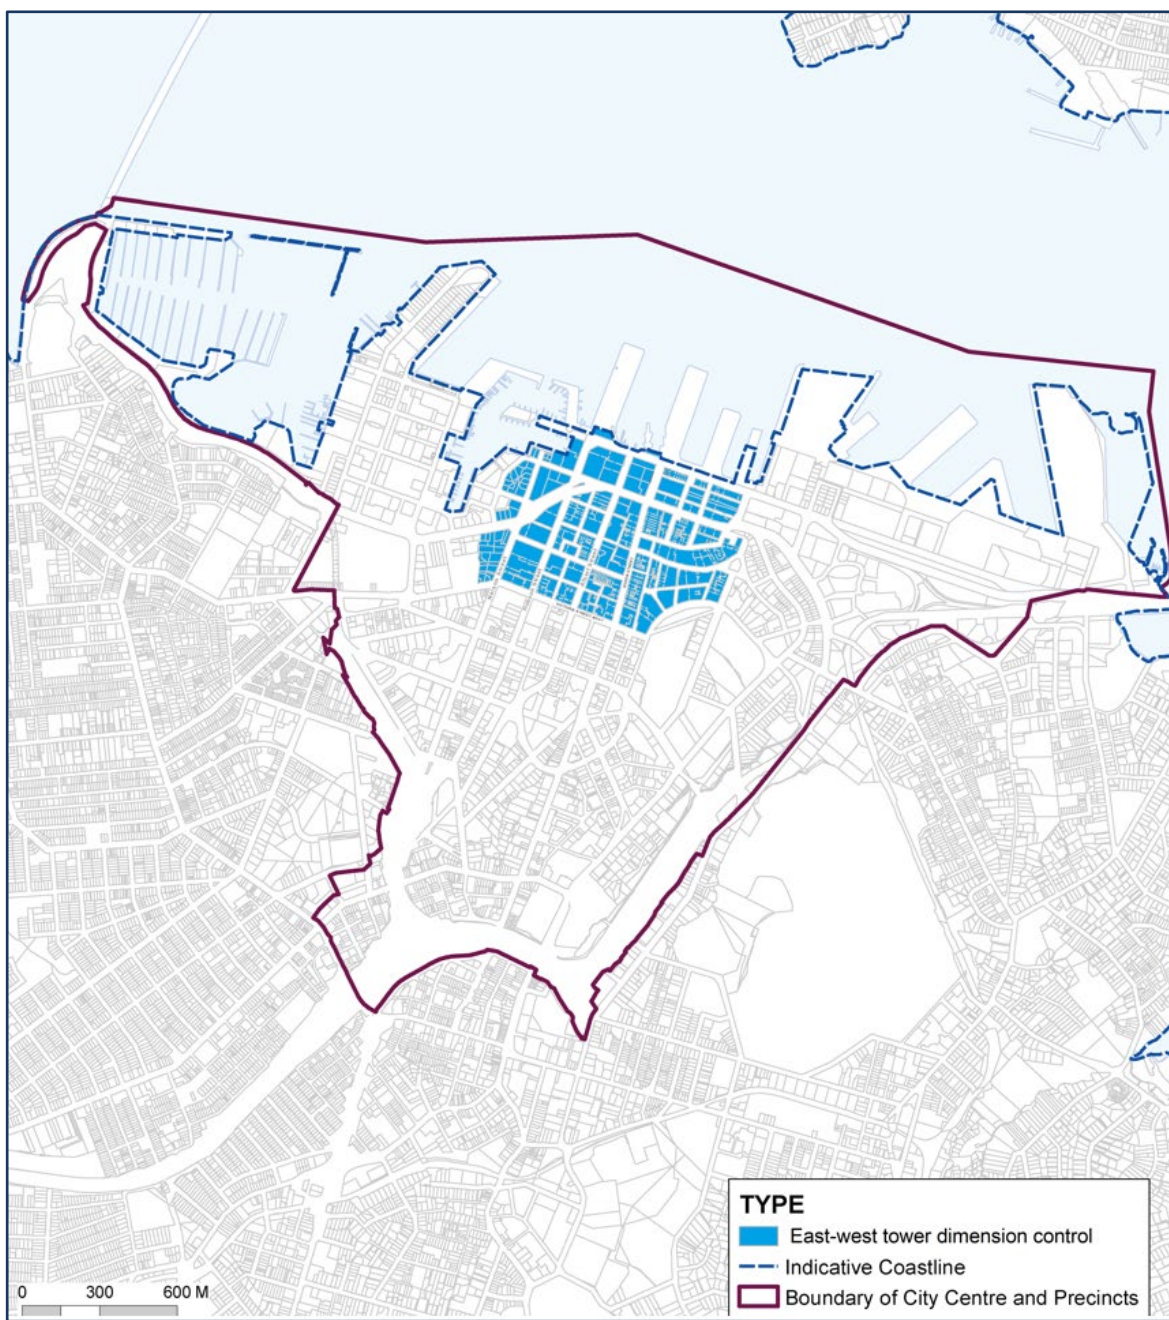 TYPE
East-west tower dimension control
Indicative Coastline
Boundary of City Centre and Precincts
0 300 600 M